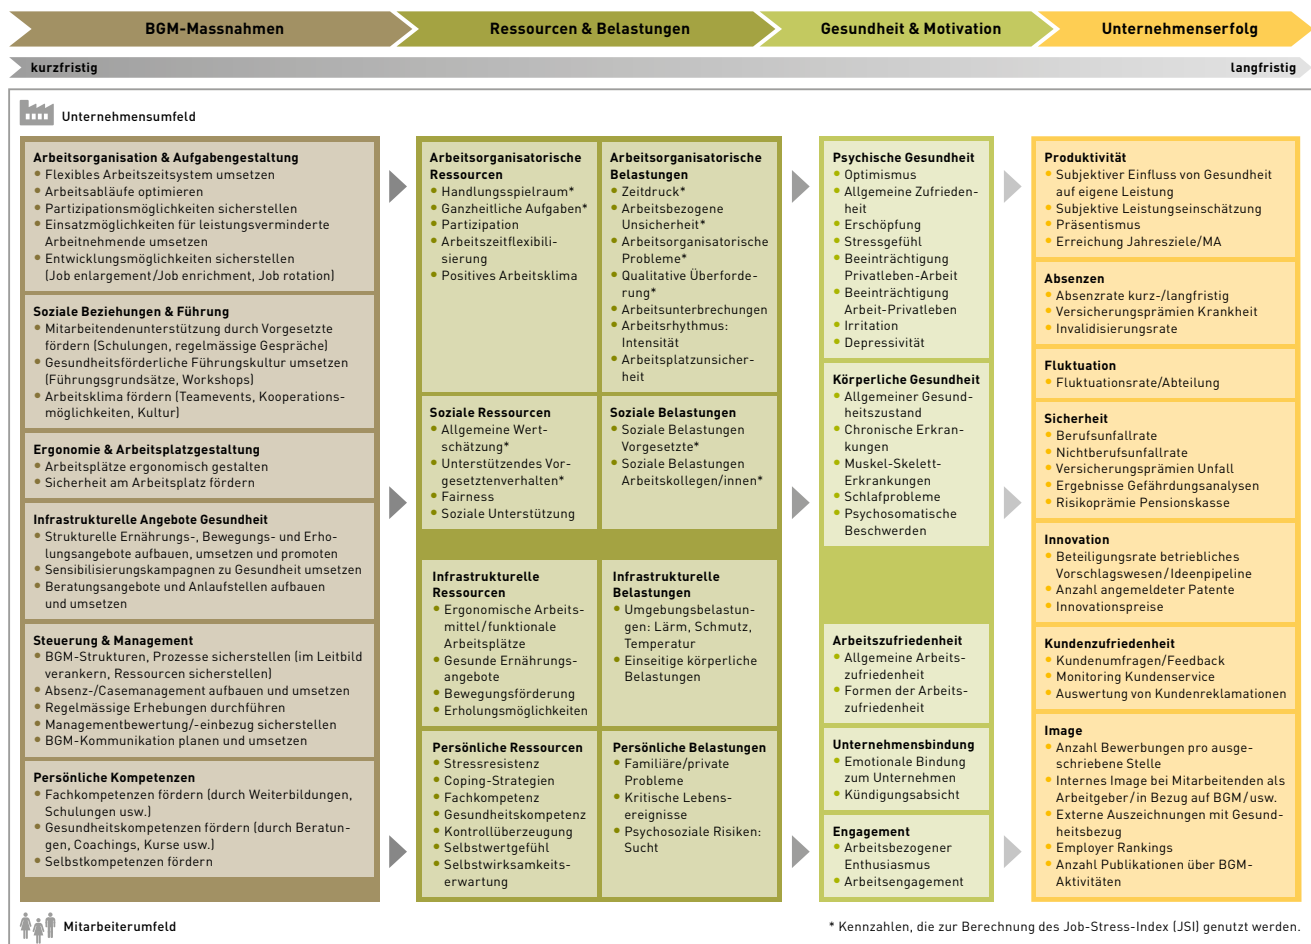 BGM-Massnahmen
Ressourcen & Belastungen
Gesundheit & Motivation
Unternehmenserfolg
kurzfristig
langfristig
Unternehmensumfeld
Arbeitsorganisation & Aufgabengestaltung
• Flexibles Arbeitszeitsystem umsetzen
• Arbeitsabläufe optimieren
• Partizipationsmöglichkeiten sicherstellen
• Einsatzmöglichkeiten für leistungsverminderte
Arbeitnehmende umsetzen
• Entwicklungsmöglichkeiten sicherstellen
(Job enlargement/Job enrichment, Job rotation)
Soziale Beziehungen & Führung
• Mitarbeitendenunterstützung durch Vorgesetzte
fördern (Schulungen, regelmässige Gespräche)
• Gesundheitsförderliche Führungskultur umsetzen
(Führungsgrundsätze, Workshops)
• Arbeitsklima fördern (Teamevents, Kooperations-
möglichkeiten, Kultur)
Ergonomie & Arbeitsplatzgestaltung
• Arbeitsplätze ergonomisch gestalten
• Sicherheit am Arbeitsplatz fördern
Infrastrukturelle Angebote Gesundheit
• Strukturelle Ernährungs-, Bewegungs- und Erho-
lungsangebote aufbauen, umsetzen und promoten
• Sensibilisierungskampagnen zu Gesundheit umsetzen
• Beratungsangebote und Anlaufstellen aufbauen
und umsetzen
Steuerung & Management
• BGM-Strukturen, Prozesse sicherstellen (im Leitbild
verankern, Ressourcen sicherstellen)
• Absenz-/Casemanagement aufbauen und umsetzen
• Regelmässige Erhebungen durchführen
• Managementbewertung/-einbezug sicherstellen
• BGM-Kommunikation planen und umsetzen
Persönliche Kompetenzen
• Fachkompetenzen fördern (durch Weiterbildungen,
Schulungen usw.)
• Gesundheitskompetenzen fördern (durch Beratun-
gen, Coachings, Kurse usw.)
• Selbstkompetenzen fördern
Arbeitsorganisatorische
Ressourcen
• Handlungsspielraum*
• Ganzheitliche Aufgaben*
• Partizipation
• Arbeitszeitflexibili-
sierung
• Positives Arbeitsklima
Arbeitsorganisatorische
Belastungen
• Zeitdruck*
• Arbeitsbezogene
Unsicherheit*
• Arbeitsorganisatorische
Probleme*
• Qualitative Überforde-
rung*
• Arbeitsunterbrechungen
• Arbeitsrhythmus:
Intensität
• Arbeitsplatzunsicher-
heit
Soziale Ressourcen
• Allgemeine Wert-
schätzung*
• Unterstützendes Vor-
gesetztenverhalten*
• Fairness
• Soziale Unterstützung
Soziale Belastungen
• Soziale Belastungen
Vorgesetzte*
• Soziale Belastungen
Arbeitskollegen/innen*
Infrastrukturelle
Ressourcen
• Ergonomische Arbeits-
mittel/funktionale
Arbeitsplätze
• Gesunde Ernährungs-
angebote
• Bewegungsförderung
• Erholungsmöglichkeiten
Infrastrukturelle
Belastungen
• Umgebungsbelastun-
gen: Lärm, Schmutz,
Temperatur
• Einseitige körperliche
Belastungen
Persönliche Ressourcen
• Stressresistenz
• Coping-Strategien
• Fachkompetenz
• Gesundheitskompetenz
• Kontrollüberzeugung
• Selbstwertgefühl
• Selbstwirksamkeits-
erwartung
Persönliche Belastungen
• Familiäre/private
Probleme
• Kritische Lebens-
ereignisse
• Psychosoziale Risiken:
Sucht
Psychische Gesundheit
• Optimismus
• Allgemeine Zufrieden-
heit
• Erschöpfung
• Stressgefühl
• Beeinträchtigung
Privatleben-Arbeit
• Beeinträchtigung
Arbeit-Privatleben
• Irritation
• Depressivität
Körperliche Gesundheit
• Allgemeiner Gesund-
heitszustand
• Chronische Erkran-
kungen
• Muskel-Skelett-
Erkrankungen
• Schlafprobleme
• Psychosomatische
Beschwerden
Arbeitszufriedenheit
• Allgemeine Arbeits-
zufriedenheit
• Formen der Arbeits-
zufriedenheit
Unternehmensbindung
• Emotionale Bindung
zum Unternehmen
• Kündigungsabsicht
Engagement
• Arbeitsbezogener
Enthusiasmus
• Arbeitsengagement
Produktivität
• Subjektiver Einfluss von Gesundheit
auf eigene Leistung
• Subjektive Leistungseinschätzung
• Präsentismus
• Erreichung Jahresziele/MA
Absenzen
• Absenzrate kurz-/langfristig
• Versicherungsprämien Krankheit
• Invalidisierungsrate
Fluktuation
• Fluktuationsrate/Abteilung
Sicherheit
• Berufsunfallrate
• Nichtberufsunfallrate
• Versicherungsprämien Unfall
• Ergebnisse Gefährdungsanalysen
• Risikoprämie Pensionskasse
Innovation
• Beteiligungsrate betriebliches
Vorschlagswesen/Ideenpipeline
• Anzahl angemeldeter Patente
• Innovationspreise
Kundenzufriedenheit
• Kundenumfragen/Feedback
• Monitoring Kundenservice
• Auswertung von Kundenreklamationen
Image
• Anzahl Bewerbungen pro ausge-
schriebene Stelle
• Internes Image bei Mitarbeitenden als
Arbeitgeber/in Bezug auf BGM/usw.
• Externe Auszeichnungen mit Gesund-
heitsbezug
• Employer Rankings
• Anzahl Publikationen über BGM-
Aktivitäten
Mitarbeiterumfeld
* Kennzahlen, die zur Berechnung des Job-Stress-Index (JSI) genutzt werden.